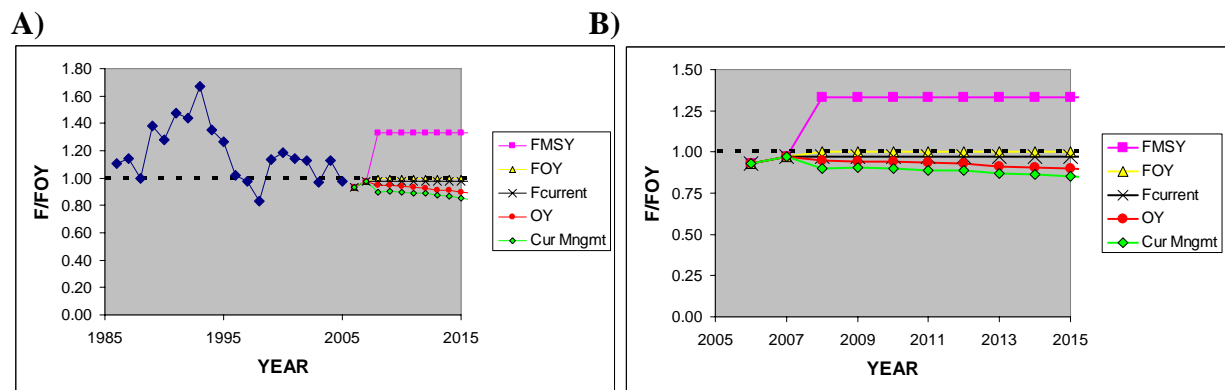 A)
1.80
1.60
1.40
1.20
1.00
0.80
0.60
0.40
0.20
0.00
F/FOY
1985 1995 2005 2015
YEAR
FMSY
FOY
Fcurrent
OY
Cur Mngmt
B)
1.50
1.25
1.00
0.75
0.50
0.25
0.00
F/FOY
2005 2007 2009 2011 2013 2015
YEAR
FMSY
FOY
Fcurrent
OY
Cur Mngmt